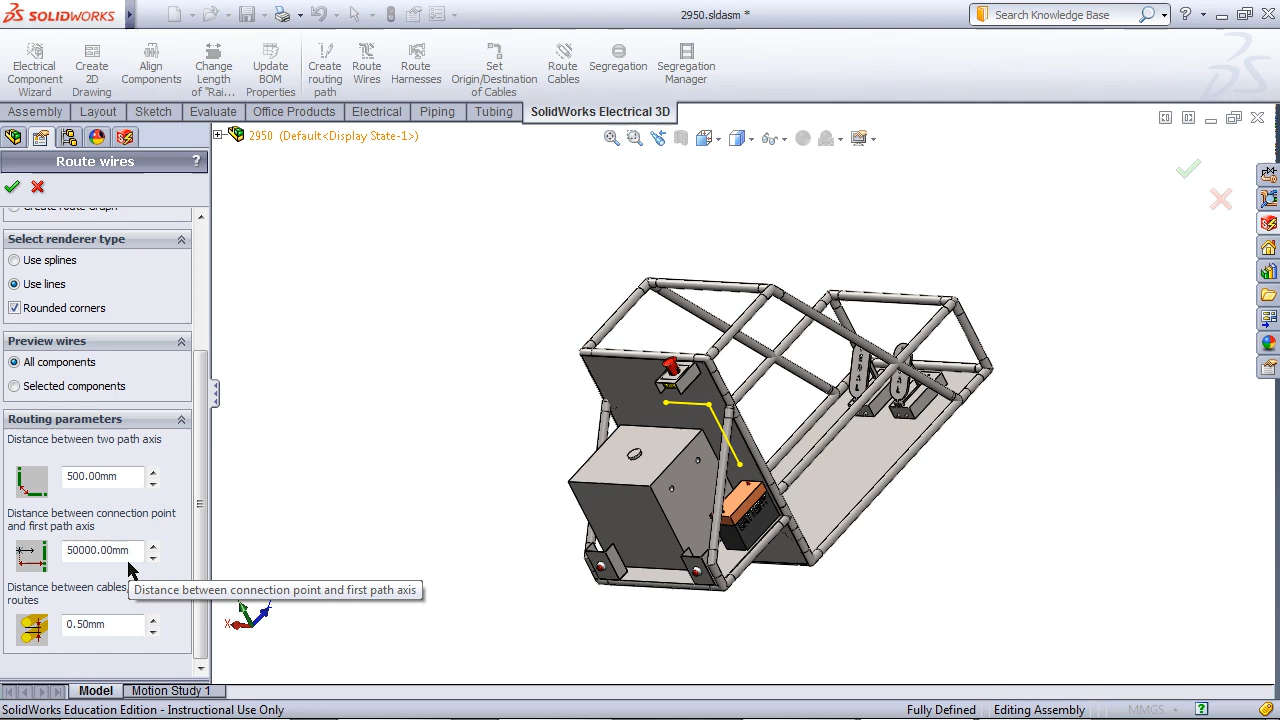 SOLIDWORKS
2950.sldasm *
Search Knowledge Base
Electrical Component Wizard
Create 2D Drawing
Align Components
Change Length of "Rai...
Update BOM Properties
Create routing path
Route Wires
Route Harnesses
Set Origin/Destination of Cables
Route Cables
Segregation
Segregation Manager
Assembly
Layout
Sketch
Evaluate
Office Products
Electrical
Piping
Tubing
SolidWorks Electrical 3D
2950 (Default<Display State-1>)
Route wires
?
Create route Graph
Select renderer type
Use splines
Use lines
Rounded corners
Preview wires
All components
Selected components
Routing parameters
Distance between two path axis
500.00mm
Distance between connection point
and first path axis
50000.00mm
Distance between connection point and first path axis
Distance between cables,
routes
0.50mm
X
Model
Motion Study 1
SolidWorks Education Edition - Instructional Use Only
Fully Defined
Editing Assembly
MMGS
?